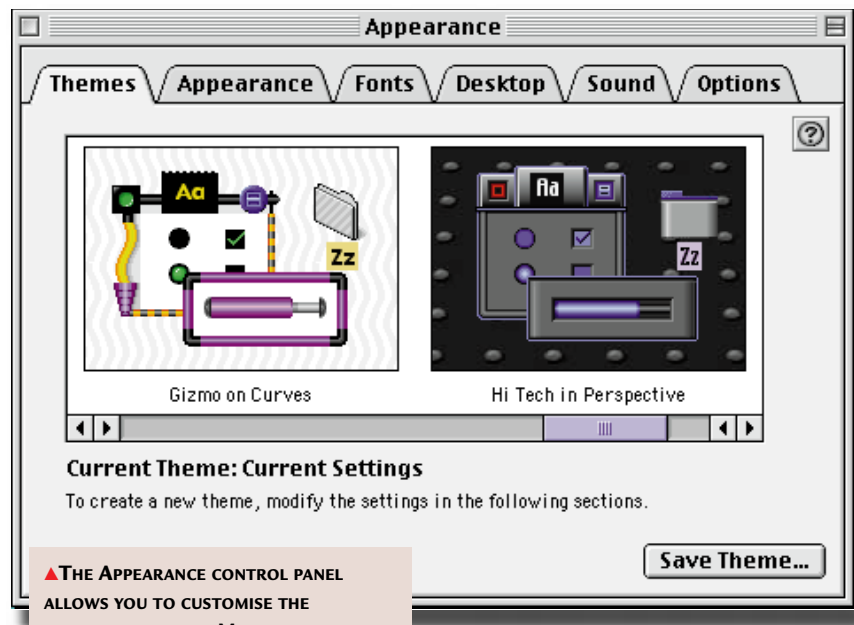 Appearance
Themes Appearance Fonts Desktop Sound Options
?
Aa
Zz
Aa
Zz
Gizmo on Curves Hi Tech in Perspective
Current Theme: Current Settings
To create a new theme, modify the settings in the following sections.
Save Theme...
▲THE APPEARANCE CONTROL PANEL
ALLOWS YOU TO CUSTOMISE THE